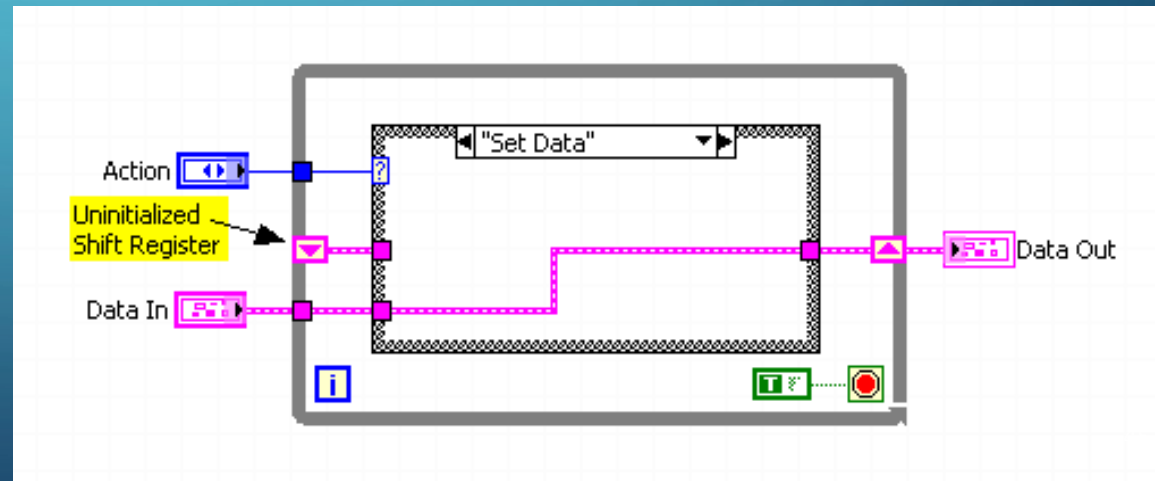 "Set Data"
Action
?
Uninitialized
Shift Register
Data Out
Data In
i
T